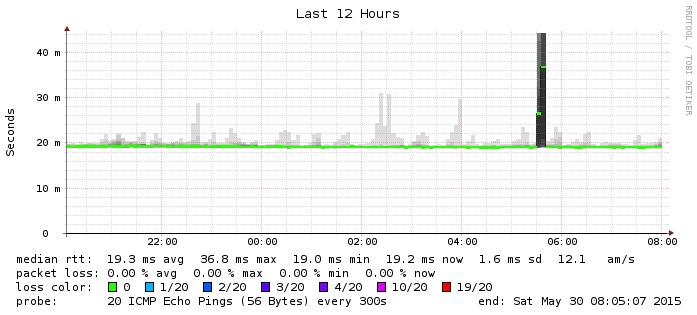 Last 12 Hours
RRDTOOL / TOBI OETIKER
Seconds
40 m
30 m
20 m
10 m
0
22:00 00:00 02:00 04:00 06:00 08:00
median rtt: 19.3 ms avg 36.8 ms max 19.0 ms min 19.2 ms now 1.6 ms sd 12.1 am/s
packet loss: 0.00 % avg 0.00 % max 0.00 % min 0.00 % now
loss color: 0 1/20 2/20 3/20 4/20 10/20 19/20
probe: 20 ICMP Echo Pings (56 Bytes) every 300s end: Sat May 30 08:05:07 2015